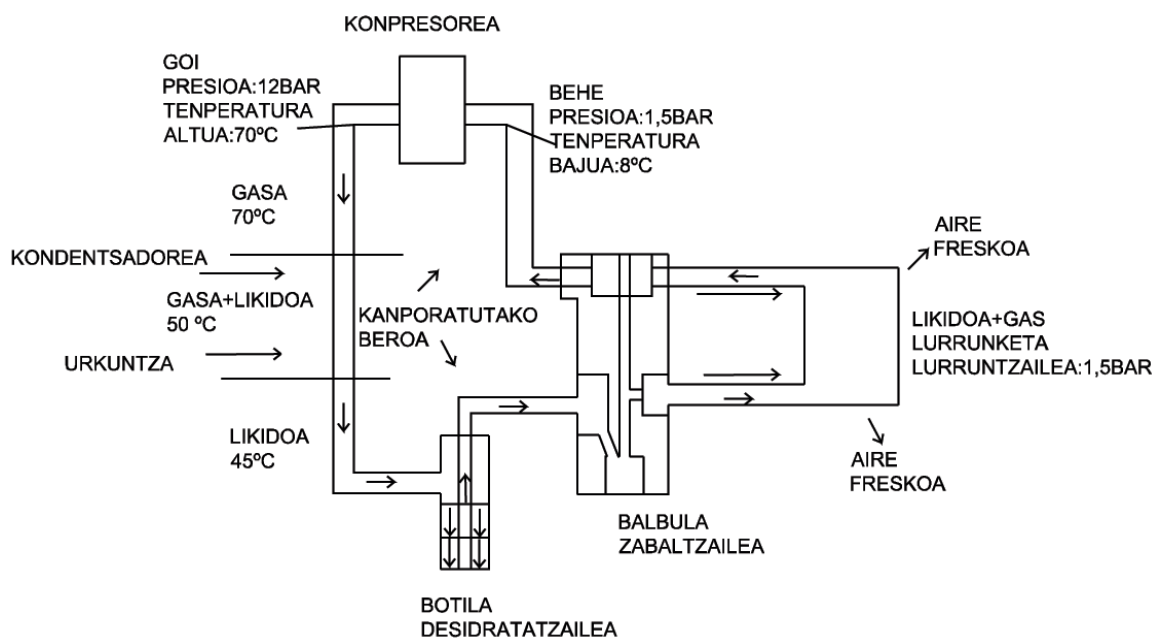 KONPRESOREA
GOI
PRESIOA:12BAR
TENPERATURA
ALTUA:70ºC
BEHE
PRESIOA:1,5BAR
TENPERATURA
BAJUA:8ºC
GASA
70ºC
KONDENTSADOREA
GASA+LIKIDOA
50 ºC
URKUNTZA
KANPORATUTAKO
BEROA
AIRE
FRESKOA
LIKIDOA+GAS
LURRUNKETA
LURRUNTZAILEA:1,5BAR
LIKIDOA
45ºC
AIRE
FRESKOA
BALBULA
ZABALTZAILEA
BOTILA
DESIDRATATZAILEA